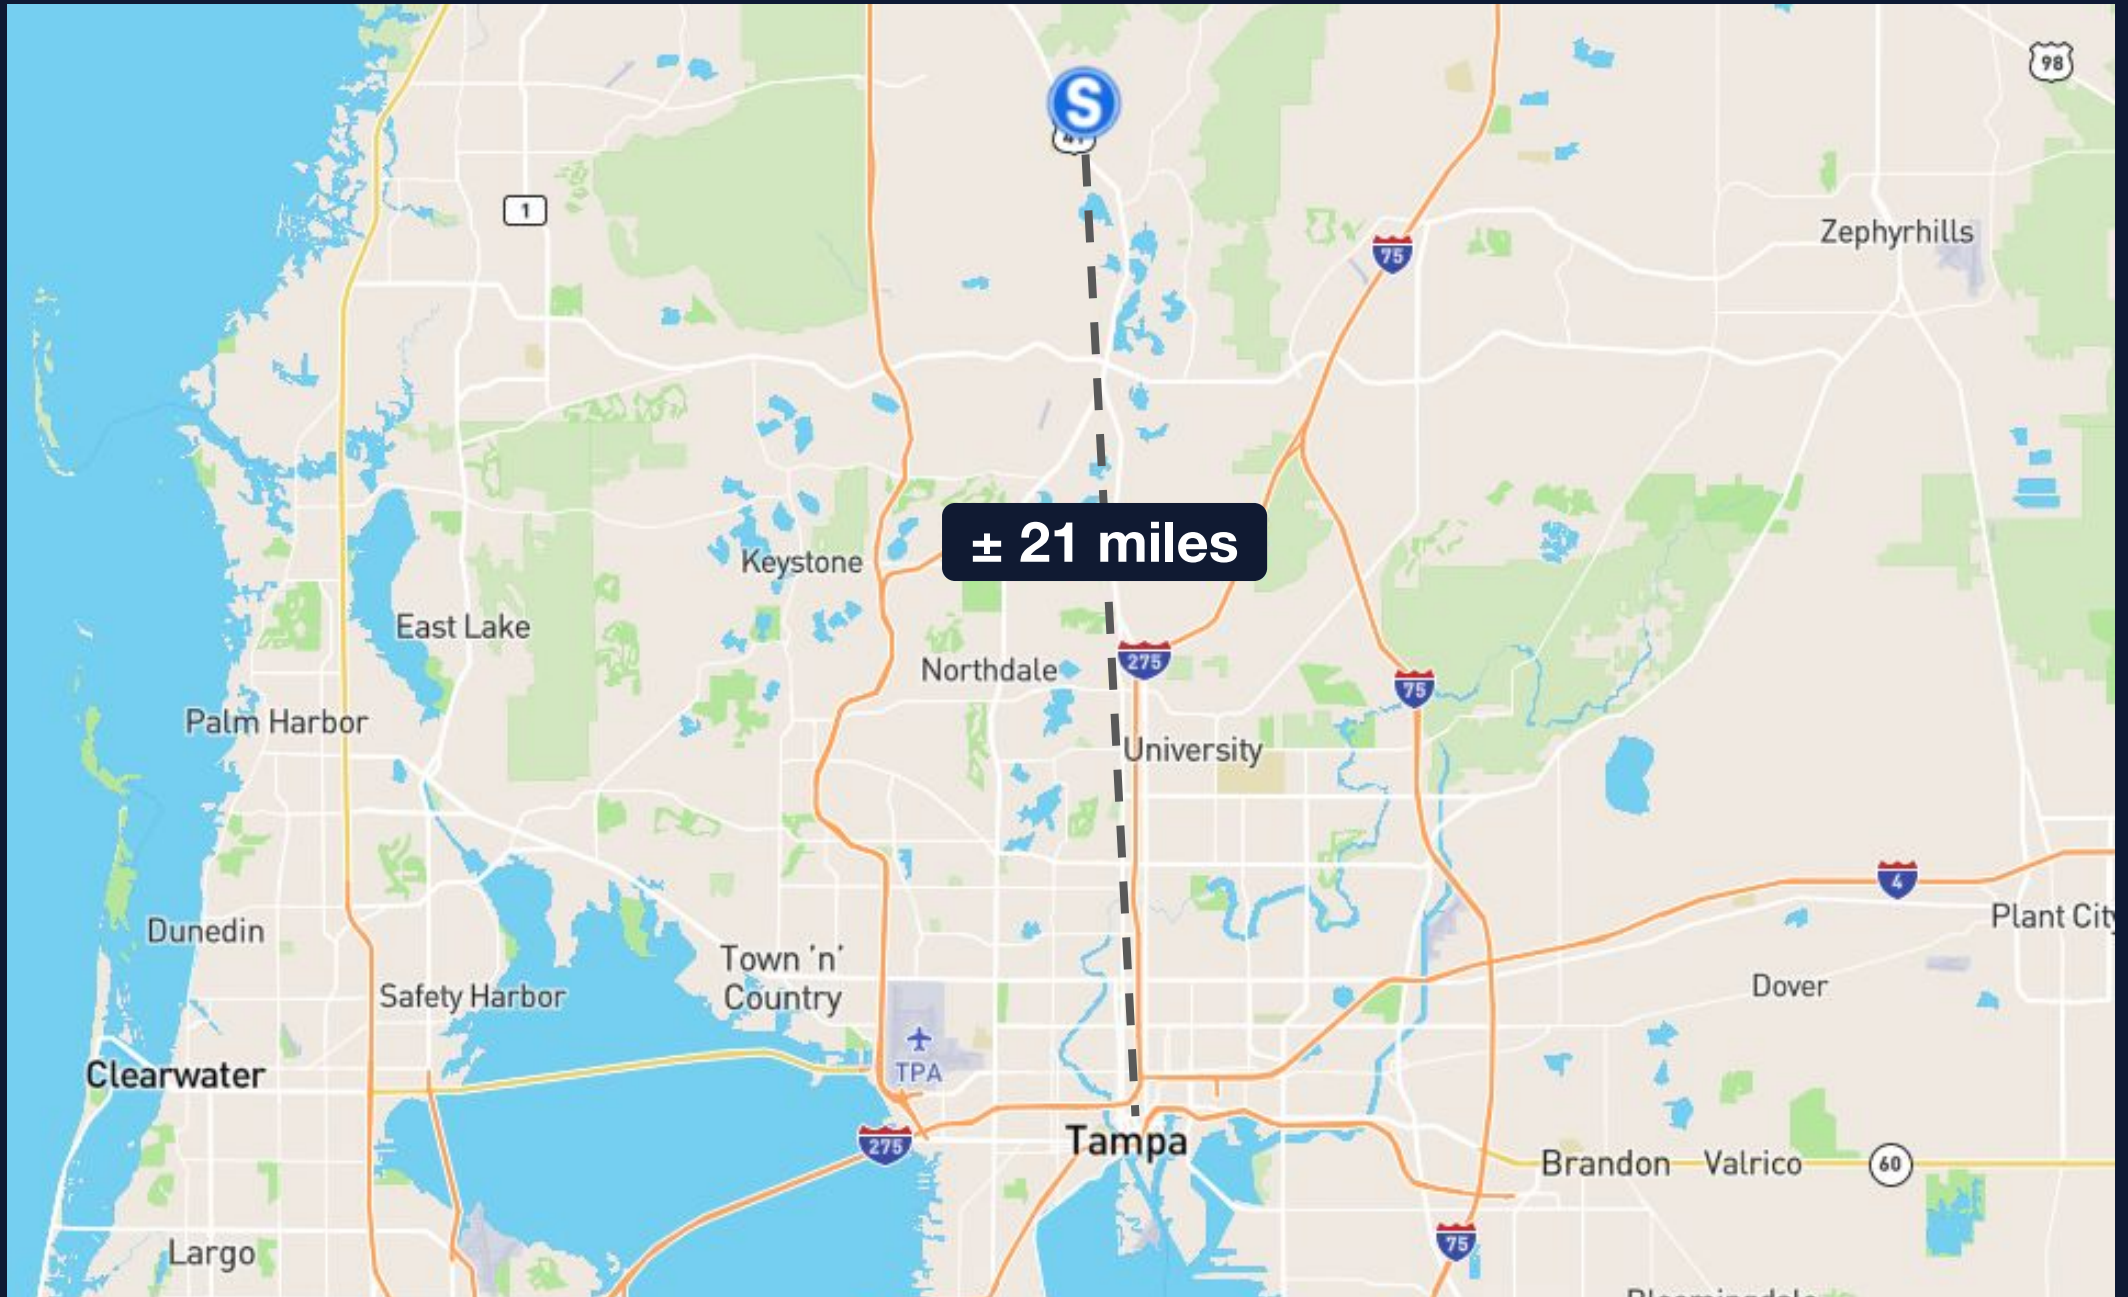 98
S
41
1
75
Zephyrhills
± 21 miles
Keystone
East Lake
Northdale
275
75
Palm Harbor
University
4
Plant City
Dunedin
Town 'n'
Country
Safety Harbor
Dover
TPA
Clearwater
275
Tampa
Brandon
Valrico
60
75
Largo